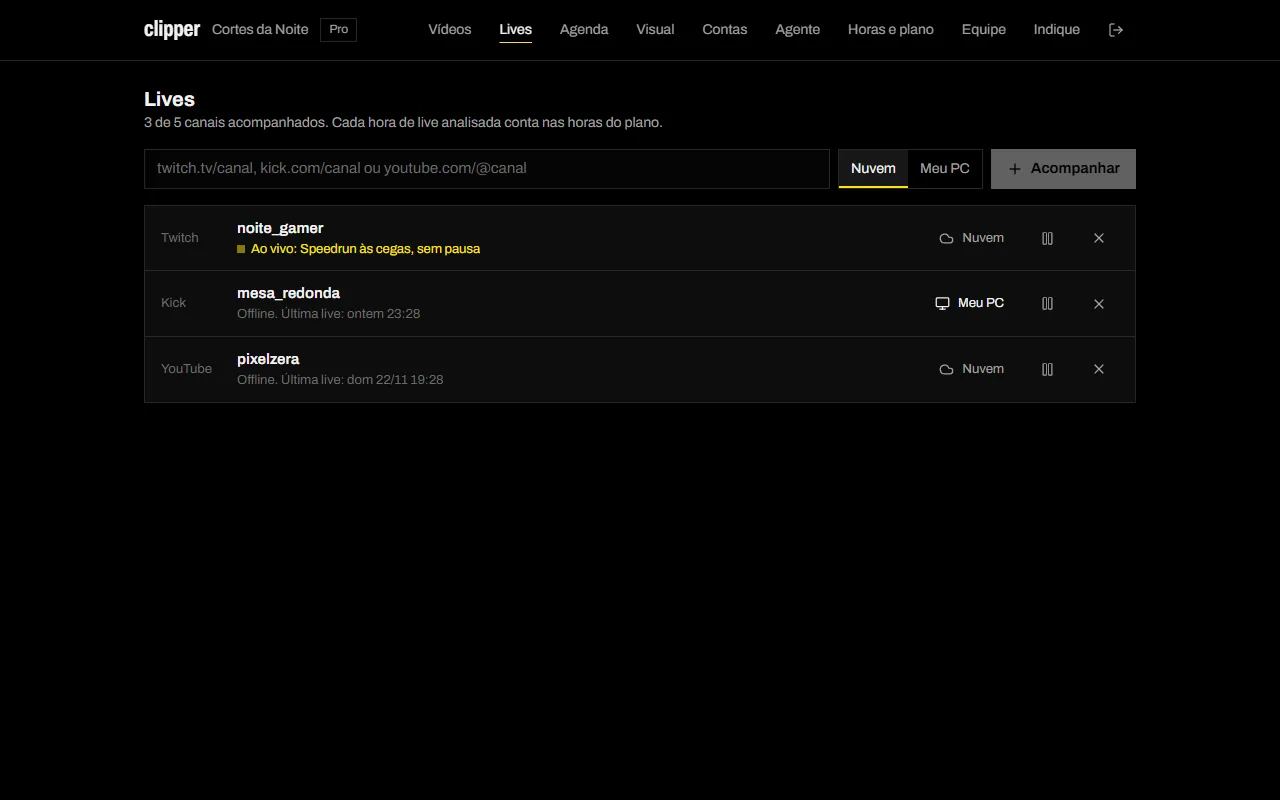 clipper Cortes da Noite Pro Vídeos Lives Agenda Visual Contas Agente Horas e plano Equipe Indique
Lives
3 de 5 canais acompanhados. Cada hora de live analisada conta nas horas do plano.
twitch.tv/canal, kick.com/canal ou youtube.com/@canal Nuvem Meu PC Acompanhar
Twitch noite_gamer Nuvem
Ao vivo: Speedrun às cegas, sem pausa
Kick mesa_redonda Meu PC
Offline. Última live: ontem 23:28
YouTube pixelzera Nuvem
Offline. Última live: dom 22/11 19:28